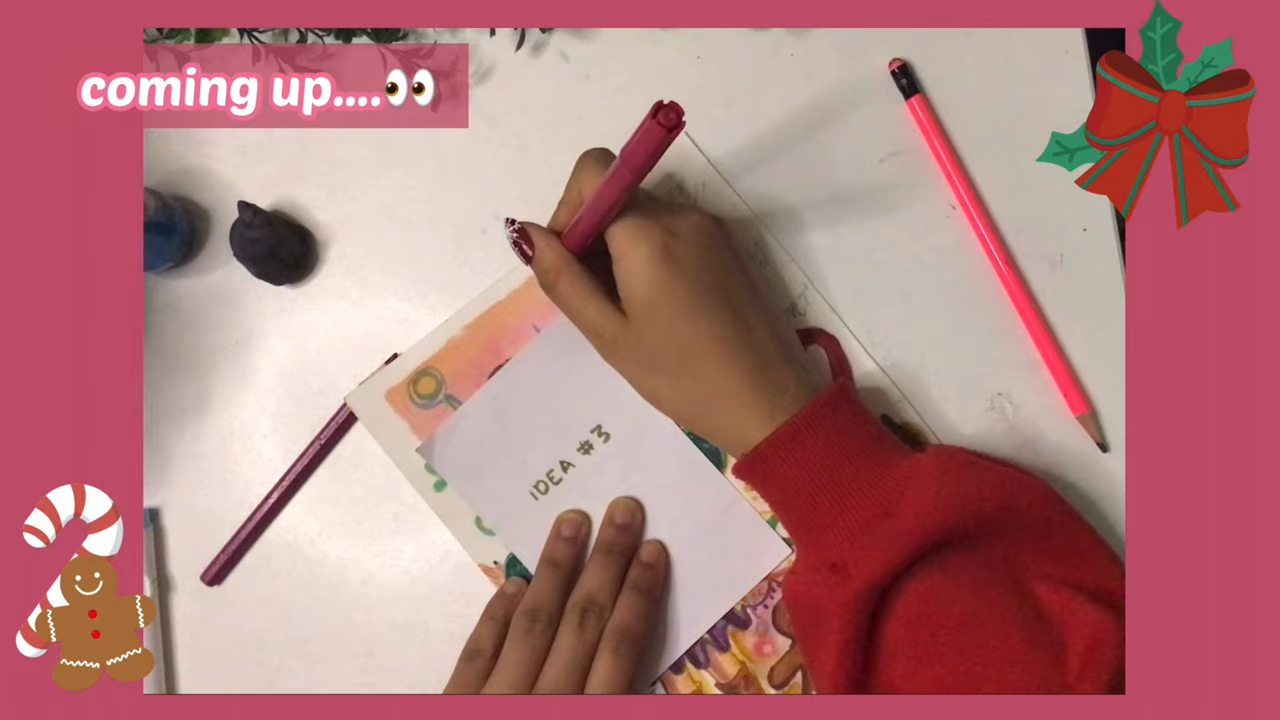 coming up....👀
IDEA #3